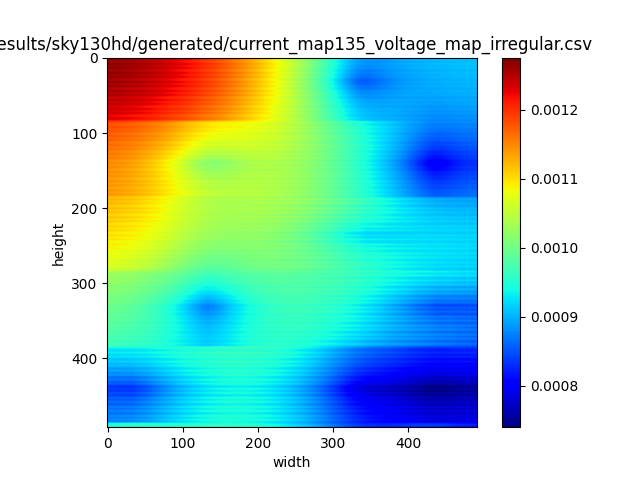 esults/sky130hd/generated/current_map135_voltage_map_irregular.csv
0
100
200
300
400
height
0 100 200 300 400
width
0.0012
0.0011
0.0010
0.0009
0.0008